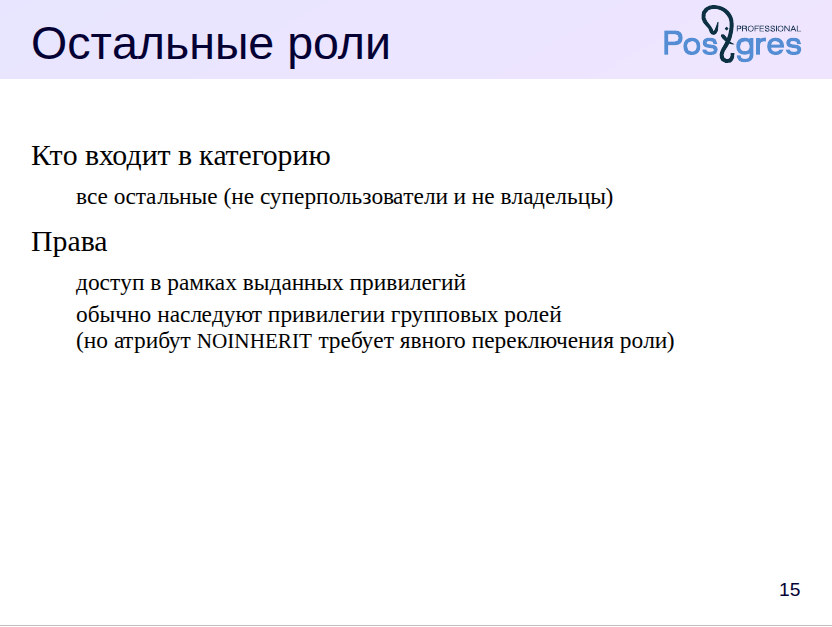 Остальные роли
PROFESSIONAL
Postgres
Кто входит в категорию
все остальные (не суперпользователи и не владельцы)
Права
доступ в рамках выданных привилегий
обычно наследуют привилегии групповых ролей
(но атрибут NOINHERIT требует явного переключения роли)
15